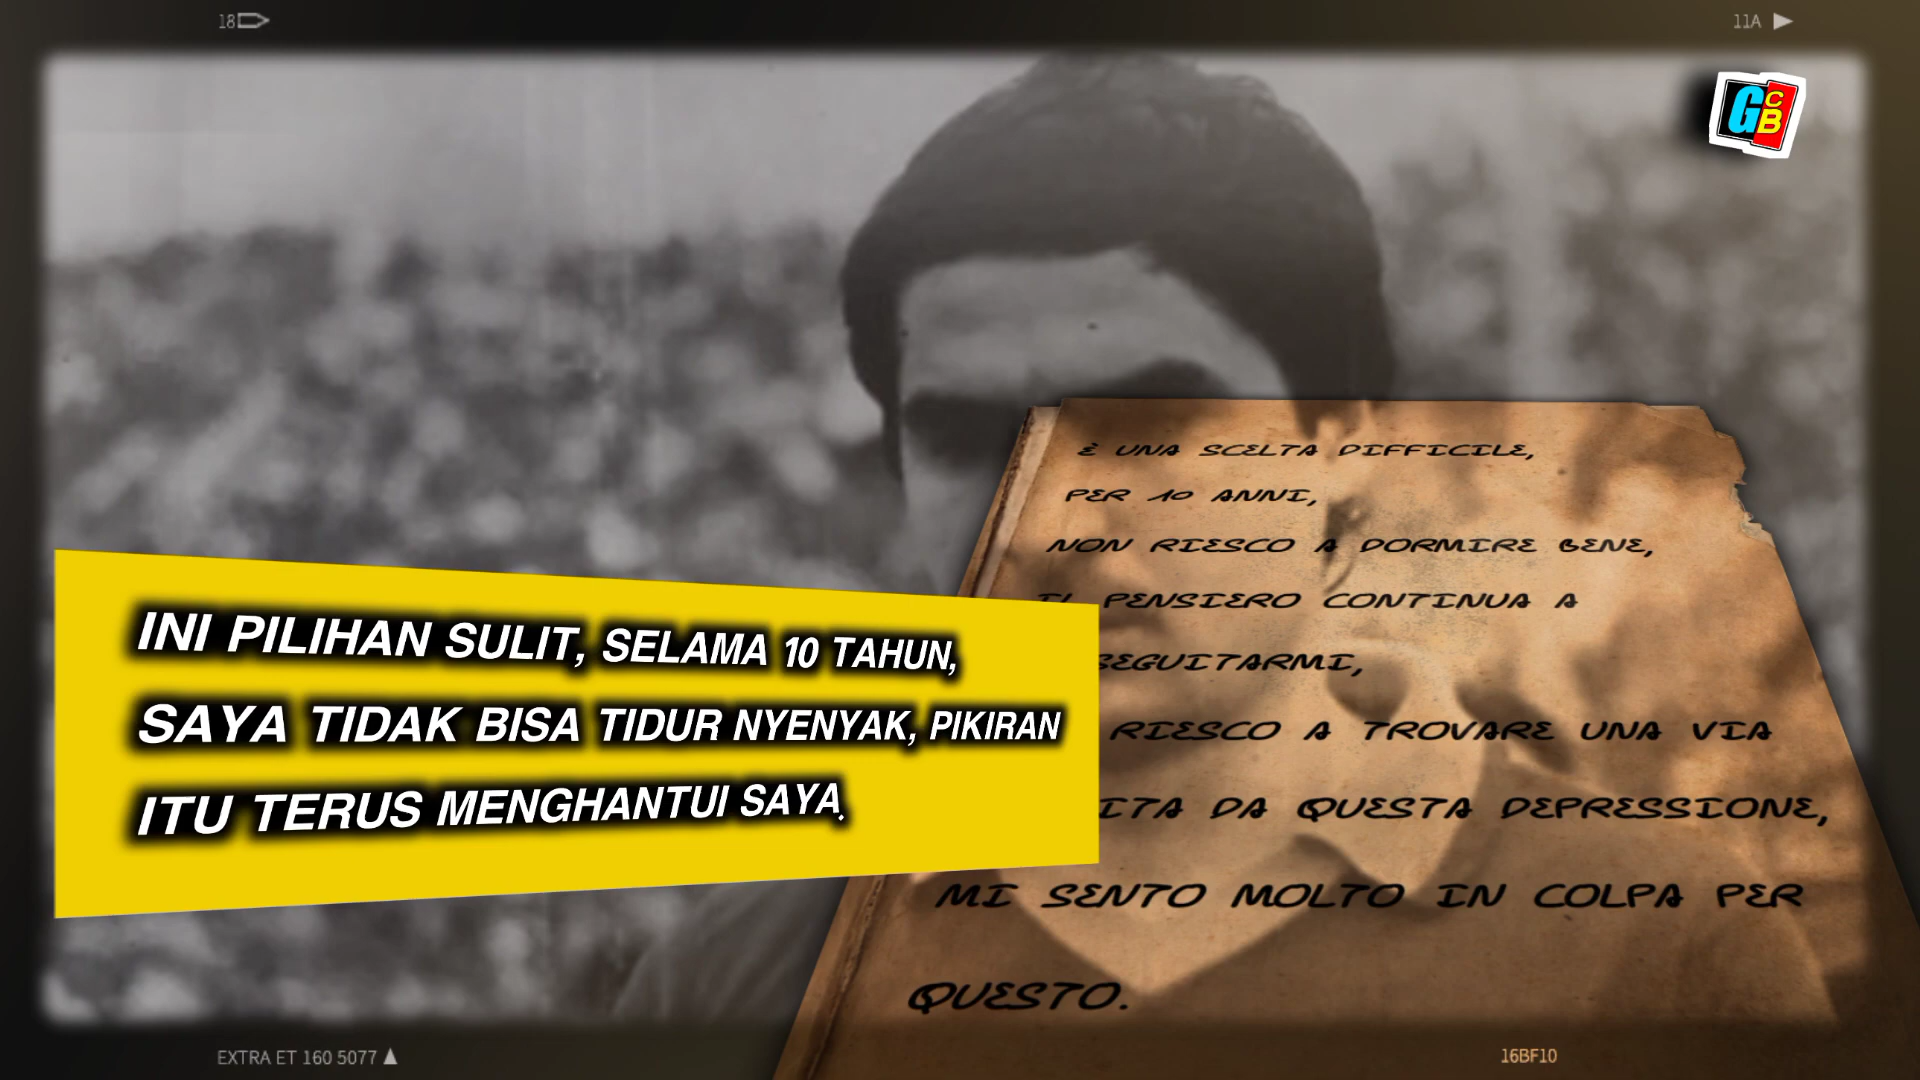 18
11A
G
C
B
È UNA SCELTA DIFFICILE,
PER 10 ANNI,
NON RIESCO A DORMIRE BENE,
IL PENSIERO CONTINUA A
SEGUITARMI,
RIESCO A TROVARE UNA VIA
ITA DA QUESTA DEPRESSIONE,
MI SENTO MOLTO IN COLPA PER
QUESTO.
INI PILIHAN SULIT, SELAMA 10 TAHUN,
SAYA TIDAK BISA TIDUR NYENYAK, PIKIRAN
ITU TERUS MENGHANTUI SAYA.
EXTRA ET 160 5077
16BF10